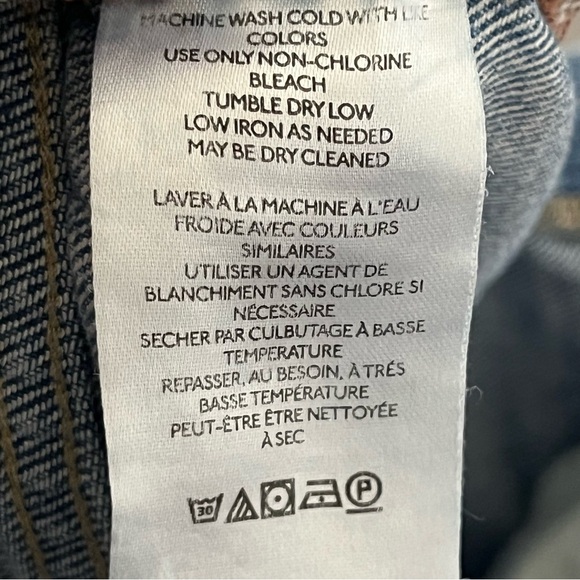 MACHINE WASH COLD WITH LIKE
COLORS
USE ONLY NON-CHLORINE
BLEACH
TUMBLE DRY LOW
LOW IRON AS NEEDED
MAY BE DRY CLEANED
LAVER À LA MACHINE À L'EAU
FROIDE AVEC COULEURS
SIMILAIRES
UTILISER UN AGENT DE
BLANCHIMENT SANS CHLORE SI
NÉCESSAIRE
SECHER PAR CULBUTAGE À BASSE
TEMPERATURE
REPASSER, AU BESOIN, À TRÉS
BASSE TEMPÉRATURE
PEUT-ÊTRE ÊTRE NETTOYÉE
À SEC
30 P